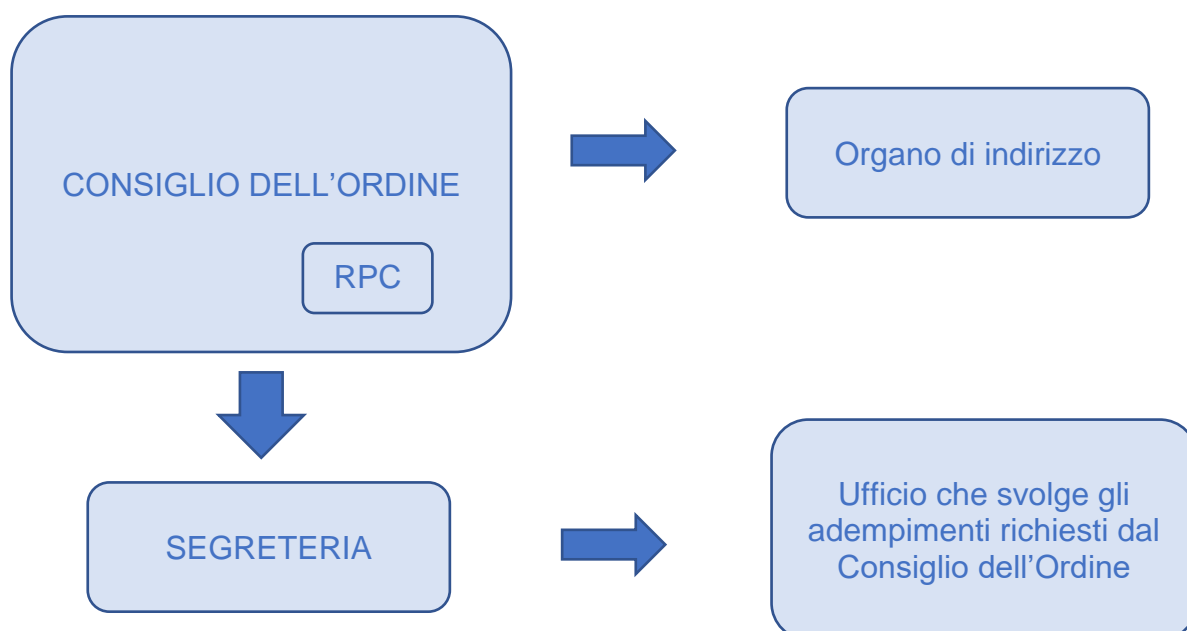 CONSIGLIO DELL’ORDINE
RPC
Organo di indirizzo
SEGRETERIA
Ufficio che svolge gli
adempimenti richiesti dal
Consiglio dell’Ordine